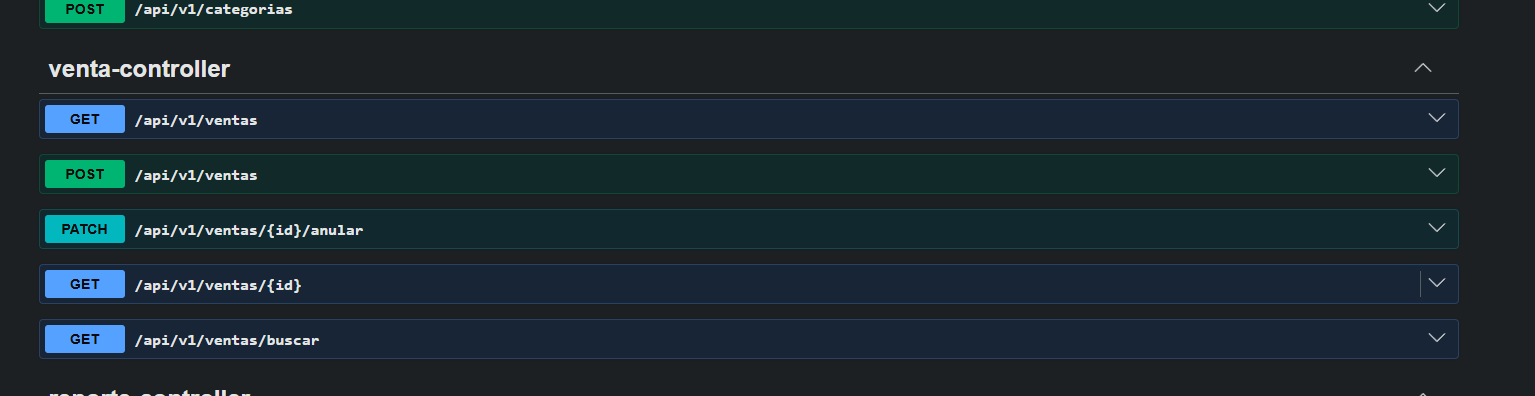 POST /api/v1/categorias
venta-controller
GET /api/v1/ventas
POST /api/v1/ventas
PATCH /api/v1/ventas/{id}/anular
GET /api/v1/ventas/{id}
GET /api/v1/ventas/buscar